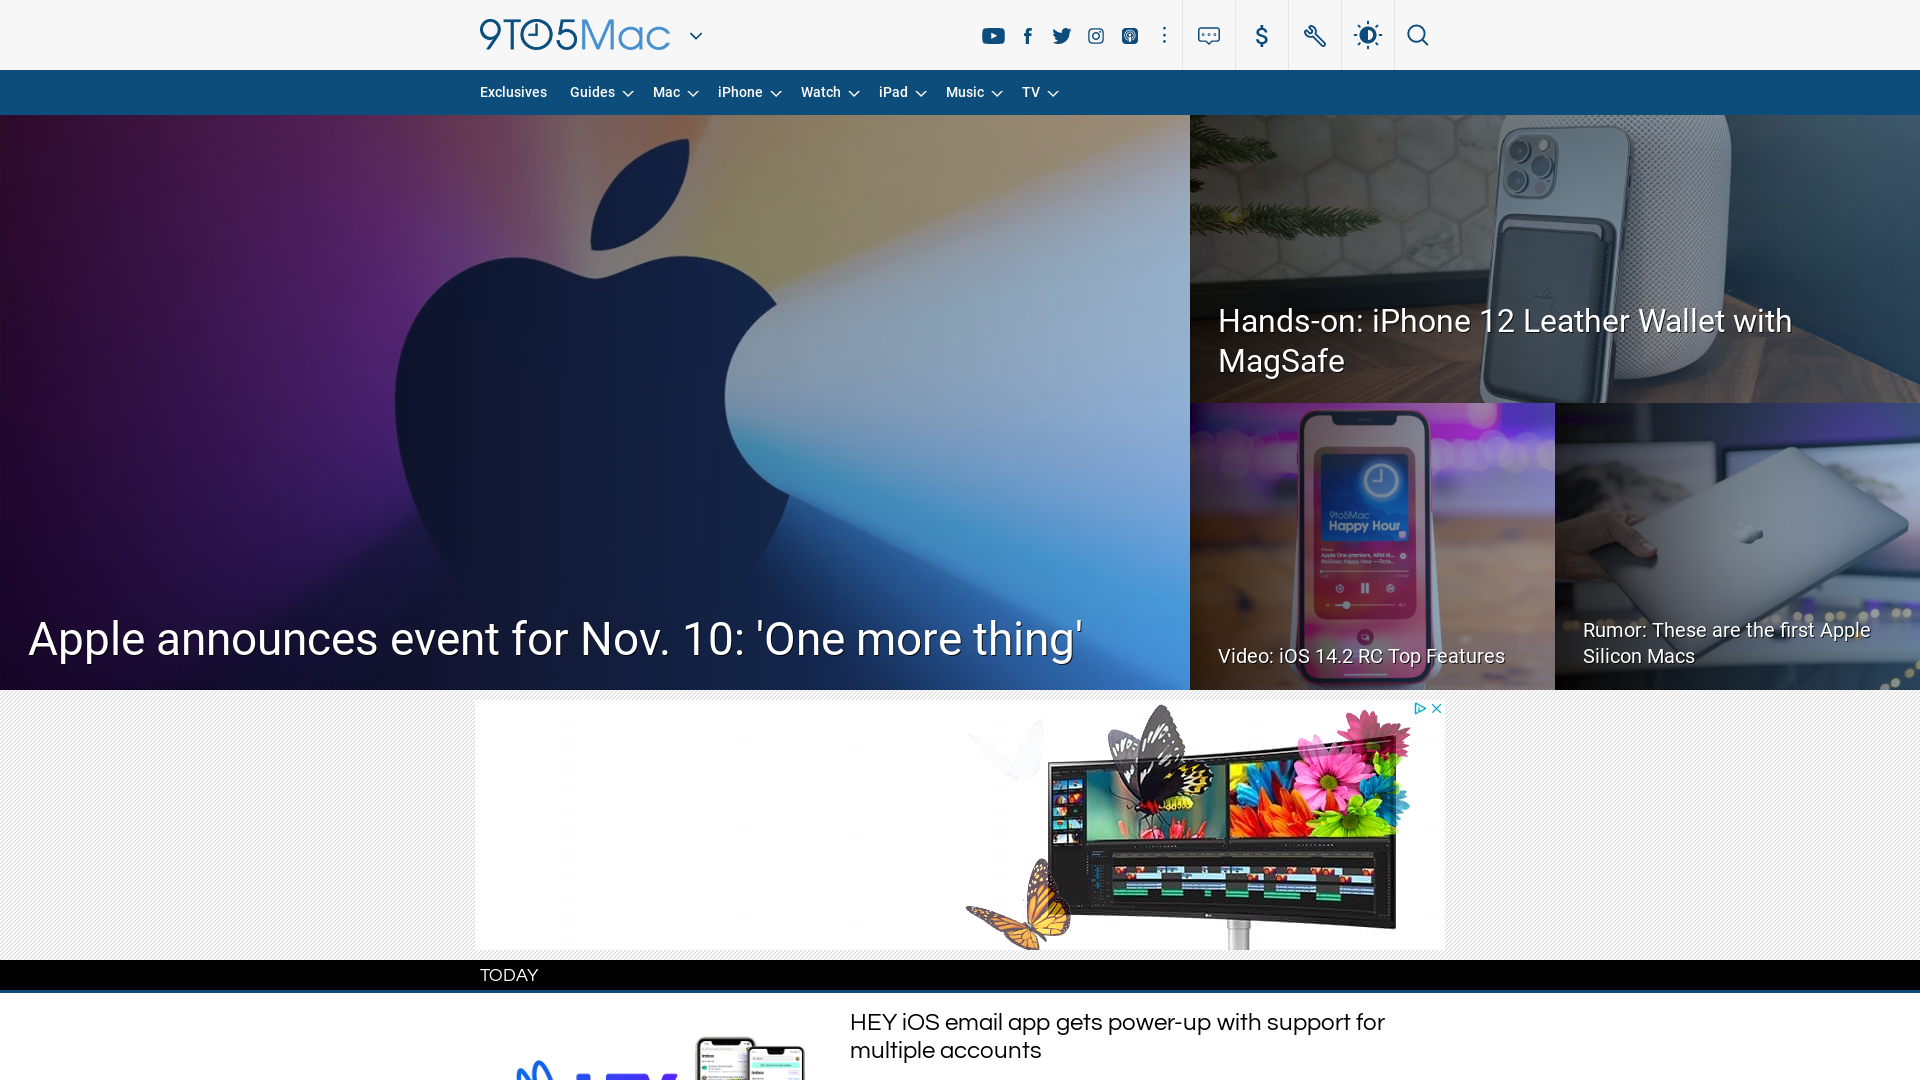 9TO5Mac
Exclusives
Guides
Mac
iPhone
Watch
iPad
Music
TV
Apple announces event for Nov. 10: 'One more thing'
Hands-on: iPhone 12 Leather Wallet with
MagSafe
9to5Mac
Happy Hour
Video: iOS 14.2 RC Top Features
Rumor: These are the first Apple
Silicon Macs
TODAY
HEY iOS email app gets power-up with support for
multiple accounts